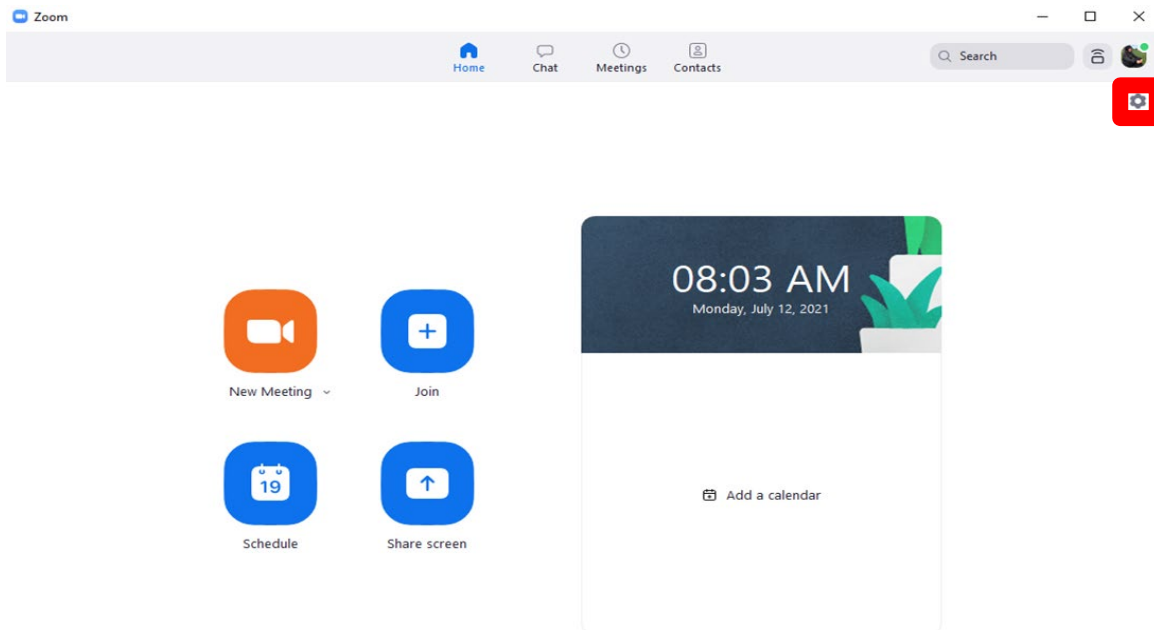 Zoom
Home Chat Meetings Contacts
Search
08:03 AM
Monday, July 12, 2021
New Meeting Join
19
Schedule Share screen
Add a calendar